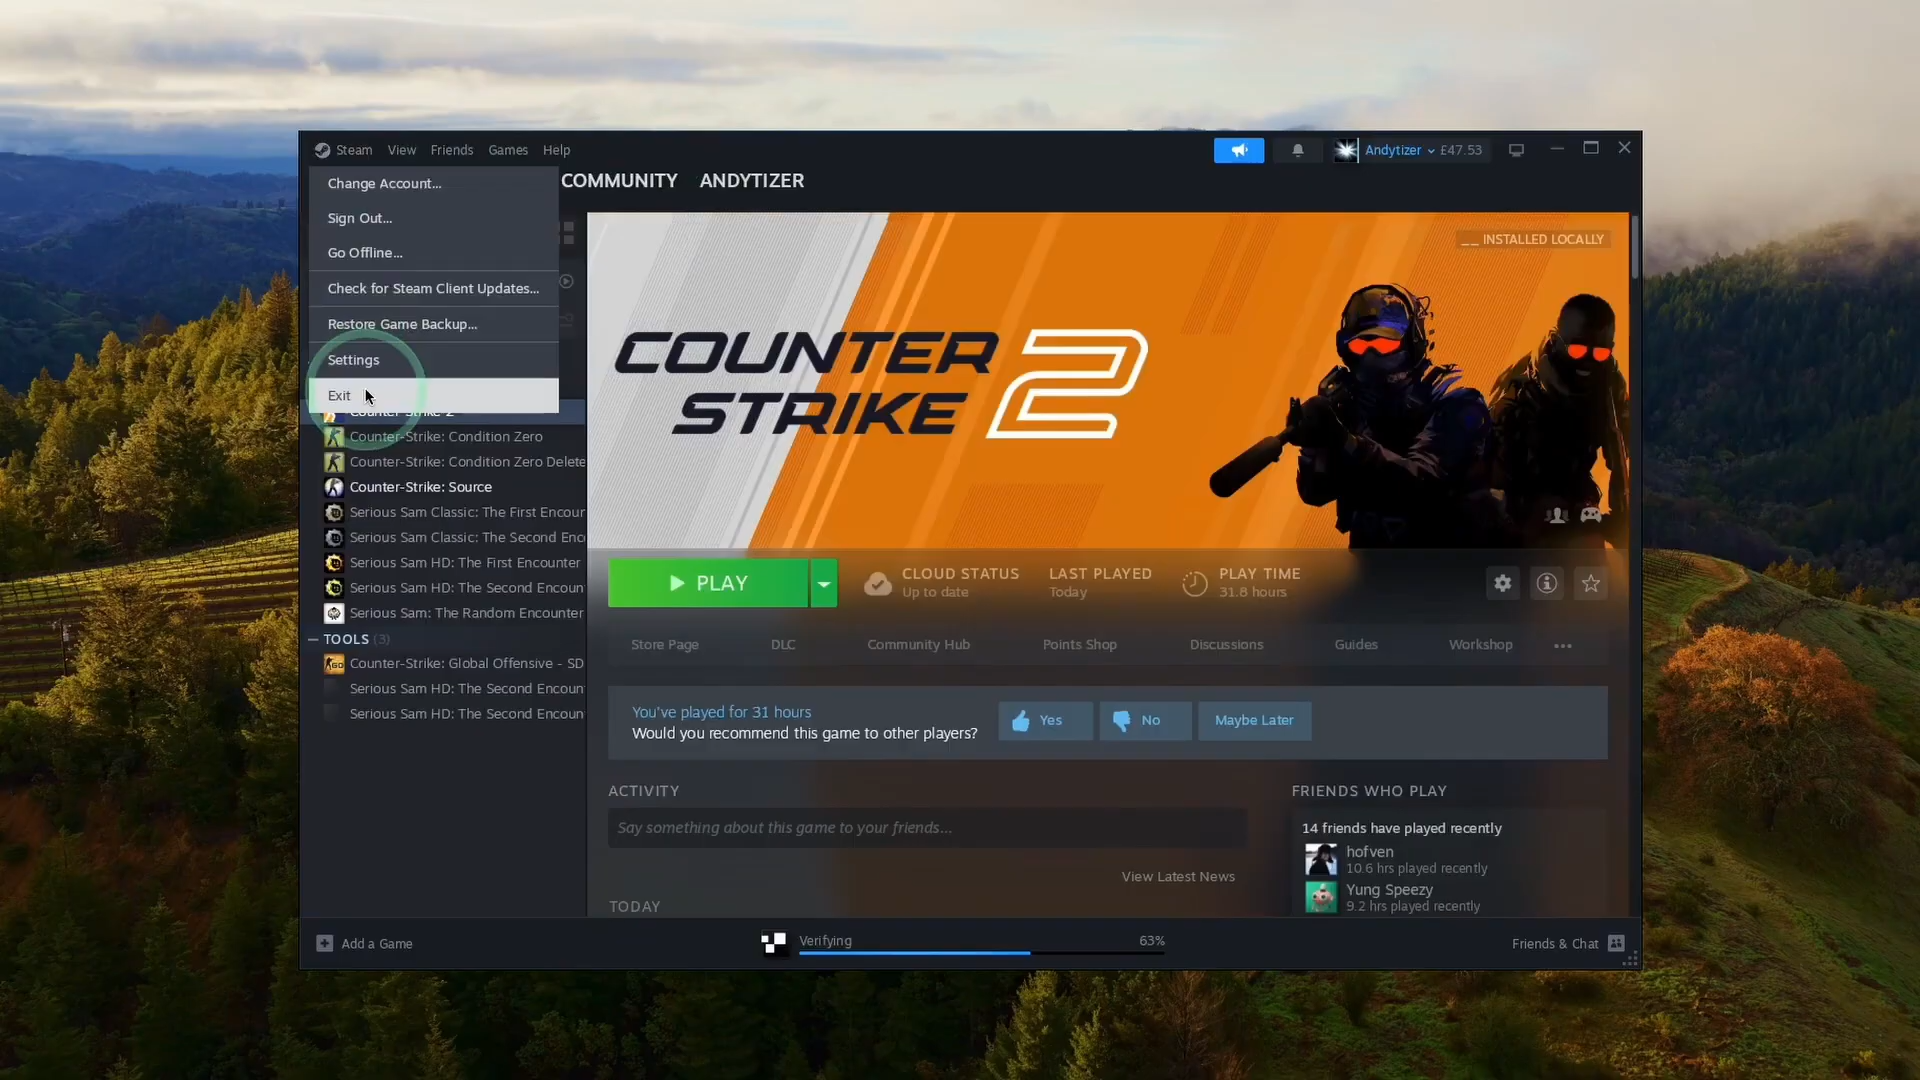 Steam View Friends Games Help
Andytizer £47.53
COMMUNITY ANDYTIZER
Change Account...
Sign Out...
Go Offline...
Check for Steam Client Updates...
Restore Game Backup...
Settings
Exit
Counter-Strike 2
Counter-Strike: Condition Zero
Counter-Strike: Condition Zero Delete
Counter-Strike: Source
Serious Sam Classic: The First Encour
Serious Sam Classic: The Second Enc
Serious Sam HD: The First Encounter
Serious Sam HD: The Second Encoun
Serious Sam: The Random Encounter
TOOLS (3)
Counter-Strike: Global Offensive - SD
Serious Sam HD: The Second Encoun
Serious Sam HD: The Second Encoun
__ INSTALLED LOCALLY
COUNTER
STRIKE 2
PLAY
CLOUD STATUS
Up to date
LAST PLAYED
Today
PLAY TIME
31.8 hours
Store Page DLC Community Hub Points Shop Discussions Guides Workshop ...
You've played for 31 hours
Would you recommend this game to other players?
Yes No Maybe Later
ACTIVITY
Say something about this game to your friends...
View Latest News
TODAY
FRIENDS WHO PLAY
14 friends have played recently
hofven
10.6 hrs played recently
Yung Speezy
9.2 hrs played recently
Add a Game
Verifying 63%
Friends & Chat